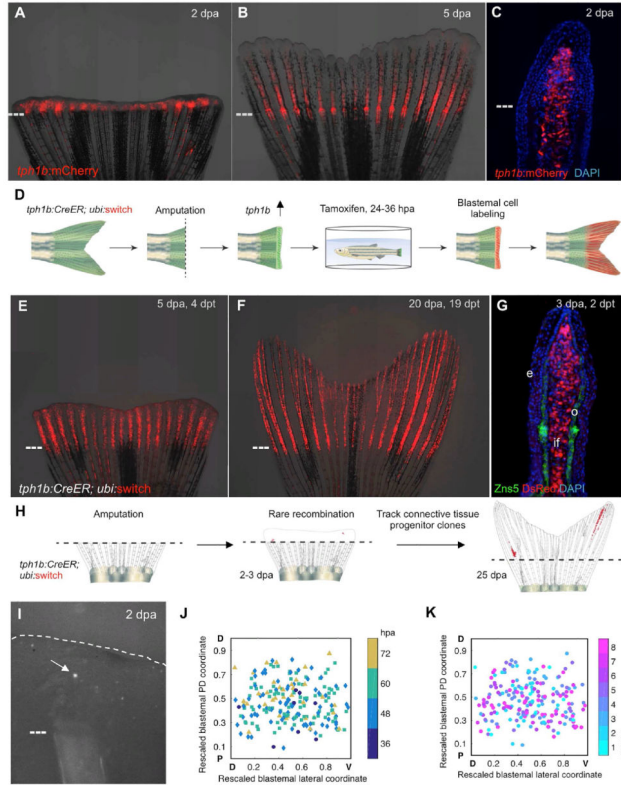 A
2 dpa
tph1b:mCherry
B
5 dpa
C
2 dpa
tph1b:mCherry DAPI
D
tph1b:CreER; ubi:switch
Amputation
tph1b
Tamoxifen, 24-36 hpa
Blastemal cell
labeling
E
5 dpa, 4 dpt
tph1b:CreER; ubi:switch
F
20 dpa, 19 dpt
G
3 dpa, 2 dpt
e
o
if
Zns5 DsRed DAPI
H
Amputation
Rare recombination
Track connective tissue
progenitor clones
tph1b:CreER;
ubi:switch
2-3 dpa
25 dpa
I
2 dpa
J
D
0.9
0.7
0.5
0.3
0.1
P
D
0.2
0.4
0.6
0.8
V
Rescaled blastemal PD coordinate
Rescaled blastemal lateral coordinate
hpa
72
60
48
36
K
D
0.9
0.7
0.5
0.3
0.1
P
D
0.2
0.4
0.6
0.8
V
Rescaled blastemal PD coordinate
Rescaled blastemal lateral coordinate
8
7
6
5
4
3
2
1